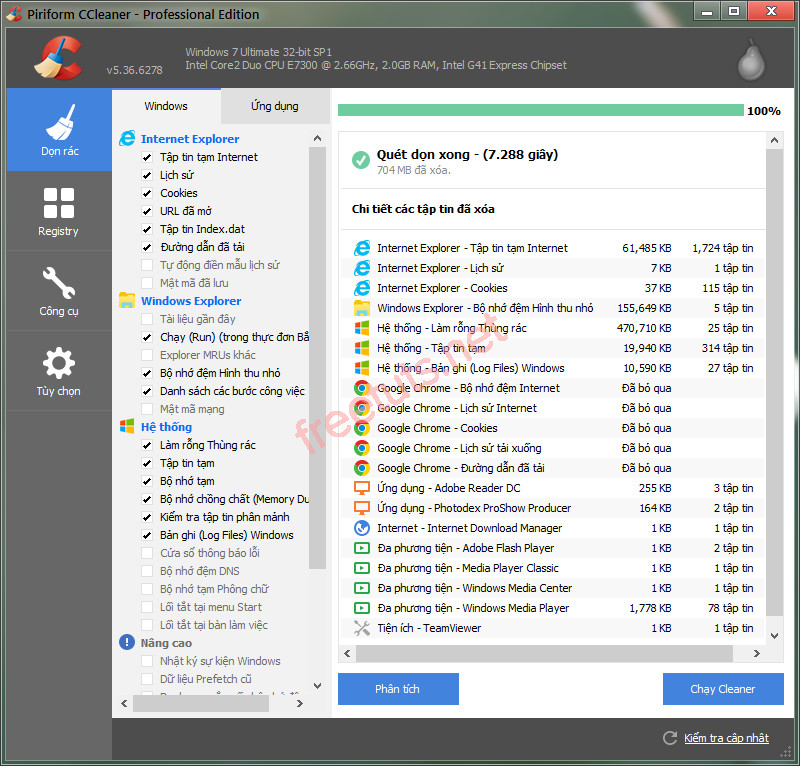 Piriform CCleaner - Professional Edition
v5.36.6278
Windows 7 Ultimate 32-bit SP1
Intel Core2 Duo CPU E7300 @ 2.66GHz, 2.0GB RAM, Intel G41 Express Chipset
Dọn rác
Registry
Công cụ
Tùy chọn
Windows
Ứng dụng
Internet Explorer
Tập tin tạm Internet
Lịch sử
Cookies
URL đã mở
Tập tin Index.dat
Đường dẫn đã tải
Tự động điền mẫu lịch sử
Mật mã đã lưu
Windows Explorer
Tài liệu gần đây
Chạy (Run) (trong thực đơn Bắ
Explorer MRUs khác
Bộ nhớ đệm Hình thu nhỏ
Danh sách các bước công việc
Mật mã mạng
Hệ thống
Làm rỗng Thùng rác
Tập tin tạm
Bộ nhớ tạm
Bộ nhớ chồng chất (Memory Du
Kiểm tra tập tin phân mảnh
Bản ghi (Log Files) Windows
Cửa sổ thông báo lỗi
Bộ nhớ đệm DNS
Bộ nhớ tạm Phông chữ
Lối tắt tại menu Start
Lối tắt tại bàn làm việc
Nâng cao
Nhật ký sự kiện Windows
Dữ liệu Prefetch cũ
100%
Quét dọn xong - (7.288 giây)
704 MB đã xóa.
Chi tiết các tập tin đã xóa
Internet Explorer - Tập tin tạm Internet 61,485 KB 1,724 tập tin
Internet Explorer - Lịch sử 7 KB 1 tập tin
Internet Explorer - Cookies 37 KB 115 tập tin
Windows Explorer - Bộ nhớ đệm Hình thu nhỏ 155,649 KB 5 tập tin
Hệ thống - Làm rỗng Thùng rác 470,710 KB 25 tập tin
Hệ thống - Tập tin tạm 19,940 KB 314 tập tin
Hệ thống - Bản ghi (Log Files) Windows 10,590 KB 27 tập tin
Google Chrome - Bộ nhớ đệm Internet Đã bỏ qua
Google Chrome - Lịch sử Internet Đã bỏ qua
Google Chrome - Cookies Đã bỏ qua
Google Chrome - Lịch sử tải xuống Đã bỏ qua
Google Chrome - Đường dẫn đã tải Đã bỏ qua
Ứng dụng - Adobe Reader DC 255 KB 3 tập tin
Ứng dụng - Photodex ProShow Producer 164 KB 2 tập tin
Internet - Internet Download Manager 1 KB 1 tập tin
Đa phương tiện - Adobe Flash Player 1 KB 2 tập tin
Đa phương tiện - Media Player Classic 1 KB 1 tập tin
Đa phương tiện - Windows Media Center 1 KB 1 tập tin
Đa phương tiện - Windows Media Player 1,778 KB 78 tập tin
Tiện ích - TeamViewer 1 KB 1 tập tin
freetuts.net
Phân tích
Chạy Cleaner
Kiểm tra cập nhật